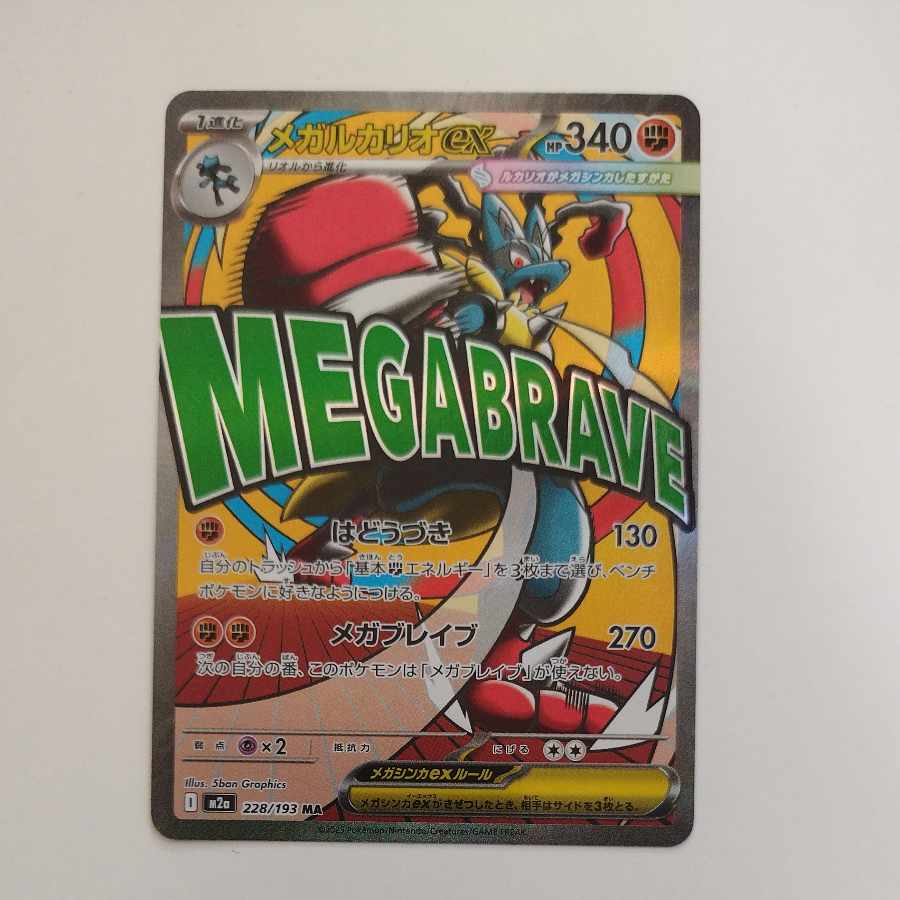 1進化
メガルカリオex
HP340
リオルから進化
ルカリオがメガシンカしたすがた
MEGABRAVE
はどうづき 130
自分のトラッシュから「基本エネルギー」を3枚まで選び、ベンチ
ポケモンに好きなようにつける。
メガブレイブ 270
次の自分の番、このポケモンは「メガブレイブ」が使えない。
弱点 ×2 抵抗力 にげる
Illus. 5ban Graphics
メガシンカexルール
I m2a 228/193 MA
メガシンカexがきぜつしたとき、相手はサイドを3枚とる。
©2025 Pokémon/Nintendo/Creatures/GAME FREAK.